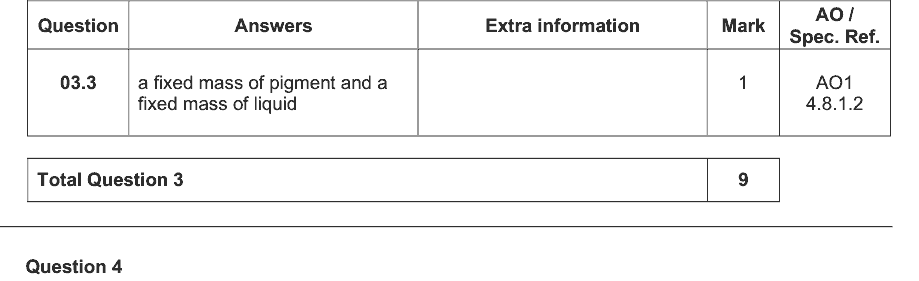 Question Answers Extra information Mark AO /
Spec. Ref.
03.3 a fixed mass of pigment and a 1 AO1
fixed mass of liquid 4.8.1.2
Total Question 3 9
Question 4